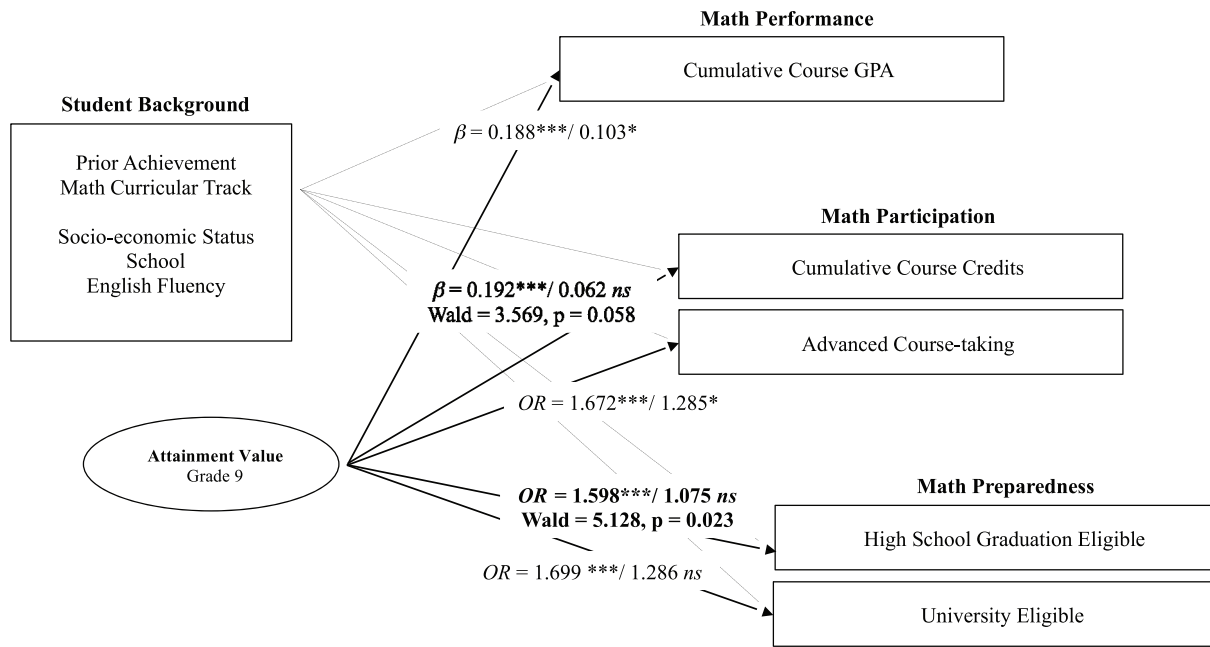 Math Performance
Cumulative Course GPA
Student Background
Prior Achievement
Math Curricular Track
Socio-economic Status
School
English Fluency
β = 0.188***/ 0.103*
Math Participation
Cumulative Course Credits
β = 0.192***/ 0.062 ns
Wald = 3.569, p = 0.058
Advanced Course-taking
OR = 1.672***/ 1.285*
Attainment Value
Grade 9
Math Preparedness
OR = 1.598***/ 1.075 ns
Wald = 5.128, p = 0.023
High School Graduation Eligible
OR = 1.699 ***/ 1.286 ns
University Eligible